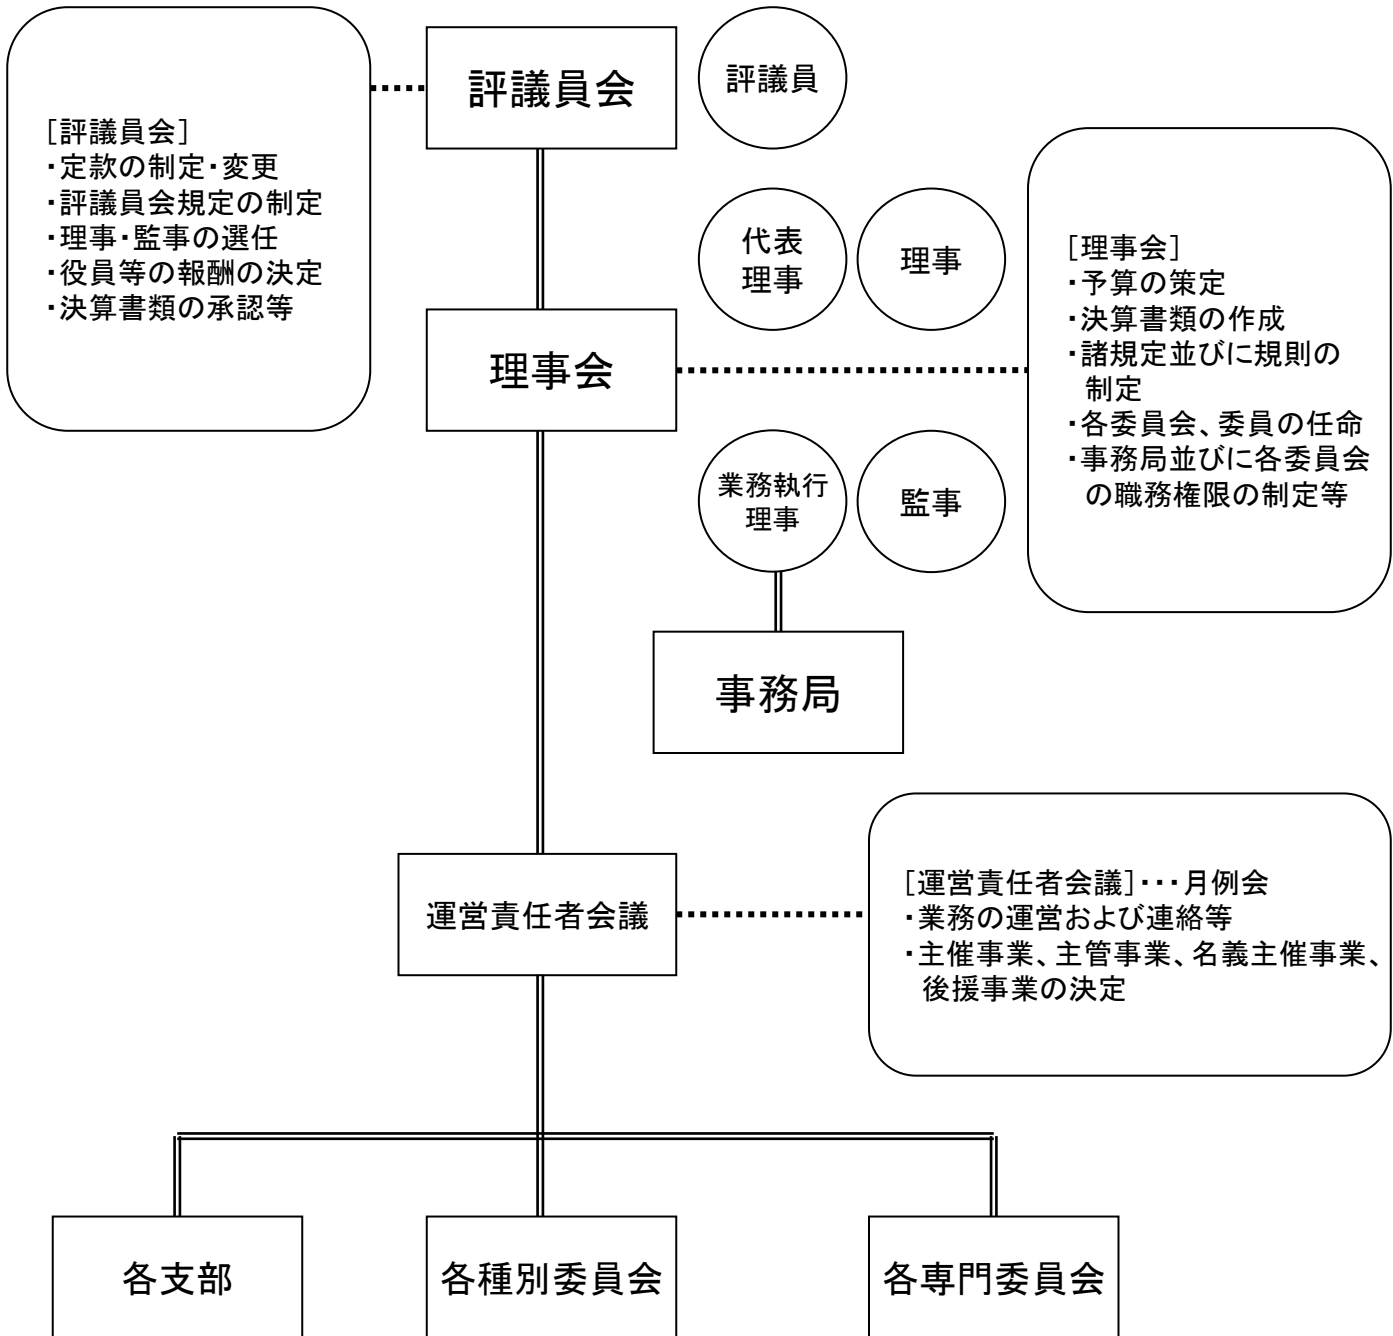 評議員会
評議員
[評議員会]
・定款の制定・変更
・評議員会規定の制定
・理事・監事の選任
・役員等の報酬の決定
・決算書類の承認等
代表
理事
理事
理事会
[理事会]
・予算の策定
・決算書類の作成
・諸規定並びに規則の
制定
・各委員会、委員の任命
・事務局並びに各委員会
の職務権限の制定等
業務執行
理事
監事
事務局
運営責任者会議
[運営責任者会議]・・・月例会
・業務の運営および連絡等
・主催事業、主管事業、名義主催事業、
後援事業の決定
各支部
各種別委員会
各専門委員会